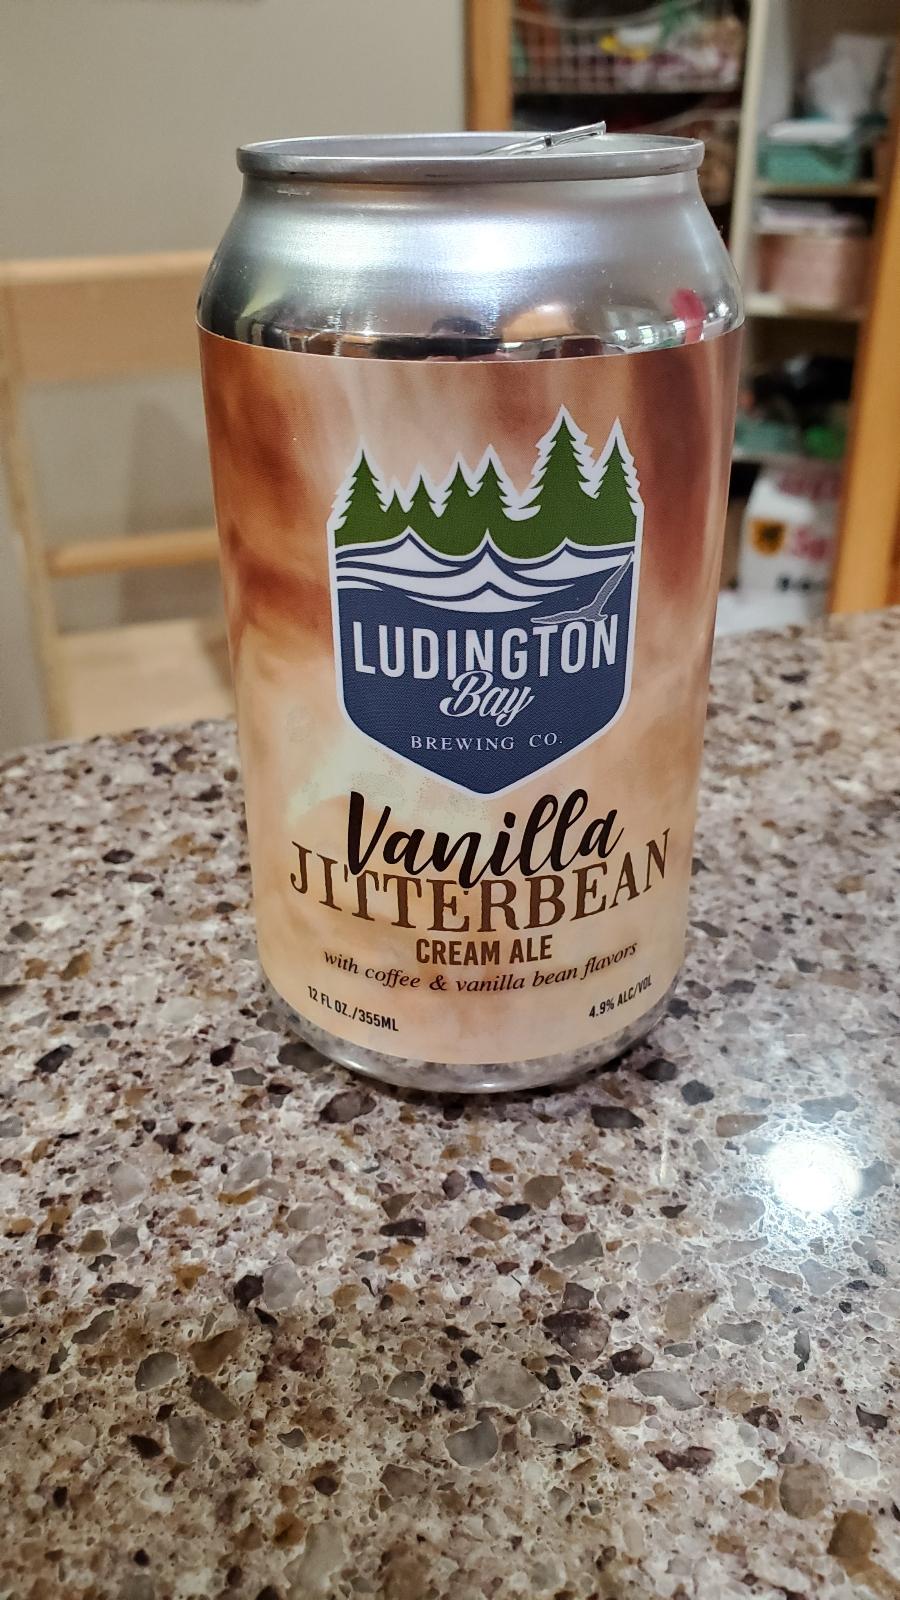 LUDINGTON
Bay
BREWING CO.
Vanilla
JITTERBEAN
CREAM ALE
with coffee & vanilla bean flavors
12 FL OZ./355ML
4.9% ALC/VOL